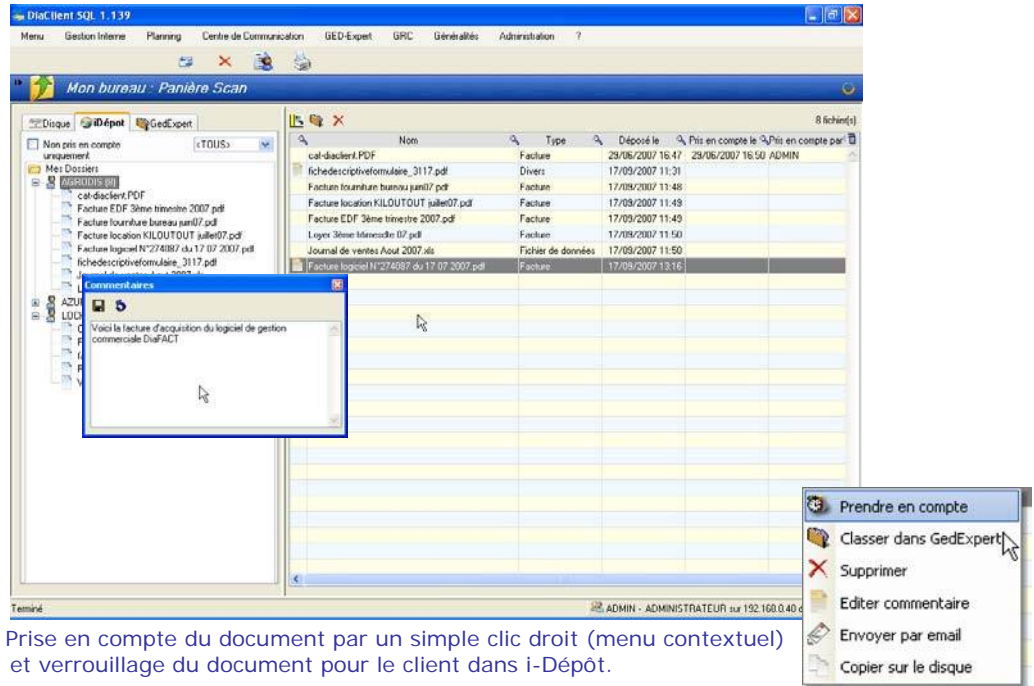 DiaClient SQL 1.139
Menu Gestion Interne Planning Centre de Communication GED-Expert GRC Généralités Administration ?
Mon bureau : Panière Scan
Disque iDépot GedExpert
8 fichier(s)
Non pris en compte uniquement <TOUS>
Nom Type Déposé le Pris en compte le Pris en compte par
Mes Dossiers
AGRODIS
cat-diaclient.PDF
Facture EDF 3ème trimestre 2007.pdf
Facture fourniture bureau juin07.pdf
Facture location KILOUTOUT juillet07.pdf
Facture logiciel N°274087 du 17 07 2007.pdf
fichedescriptiveformulaire_3117.pdf
cat-diaclient.PDF Facture 29/06/2007 16:47 29/06/2007 16:50 ADMIN
fichedescriptiveformulaire_3117.pdf Divers 17/09/2007 11:31
Facture fourniture bureau juin07.pdf Facture 17/09/2007 11:48
Facture location KILOUTOUT juillet07.pdf Facture 17/09/2007 11:49
Facture EDF 3ème trimestre 2007.pdf Facture 17/09/2007 11:49
Loyer 3ème 07.pdf Facture 17/09/2007 11:50
Journal de ventes Aout 2007.xls Fichier de données 17/09/2007 11:50
Facture logiciel N°274087 du 17 07 2007.pdf Facture 17/09/2007 13:16
Commentaires
Voici la facture d'acquisition du logiciel de gestion
commerciale DiaFACT
Terminé
ADMIN - ADMINISTRATEUR sur 192.168.0.40
Prendre en compte
Classer dans GedExpert
Supprimer
Editer commentaire
Envoyer par email
Copier sur le disque
Prise en compte du document par un simple clic droit (menu contextuel)
et verrouillage du document pour le client dans i-Dépôt.